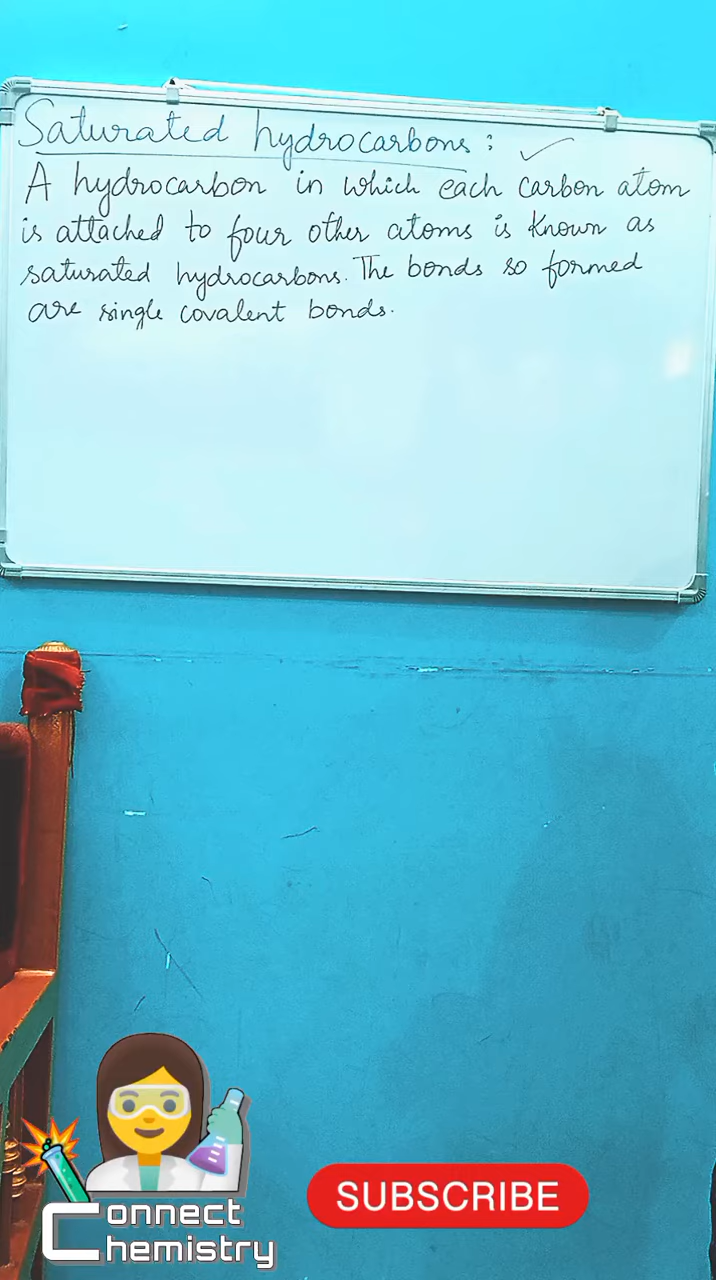 Saturated hydrocarbons:
A hydrocarbon in which each carbon atom
is attached to four other atoms is known as
saturated hydrocarbons. The bonds so formed
are single covalent bonds.
Connect
Chemistry
SUBSCRIBE